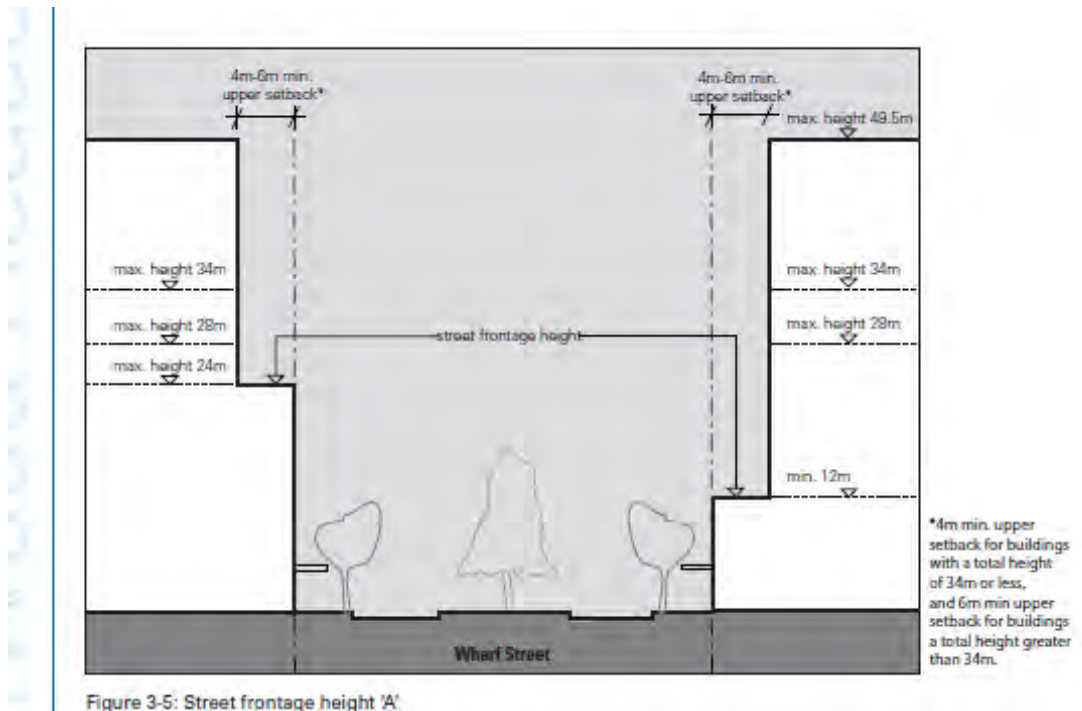 4m-6m min.
upper setback*
4m-6m min.
upper setback*
max. height 49.5m
max. height 34m
max. height 34m
max. height 28m
max. height 28m
street frontage height
max. height 24m
min. 12m
*4m min. upper
setback for buildings
with a total height
of 34m or less,
and 6m min upper
setback for buildings
a total height greater
than 34m.
Wharf Street
Figure 3-5: Street frontage height 'A'